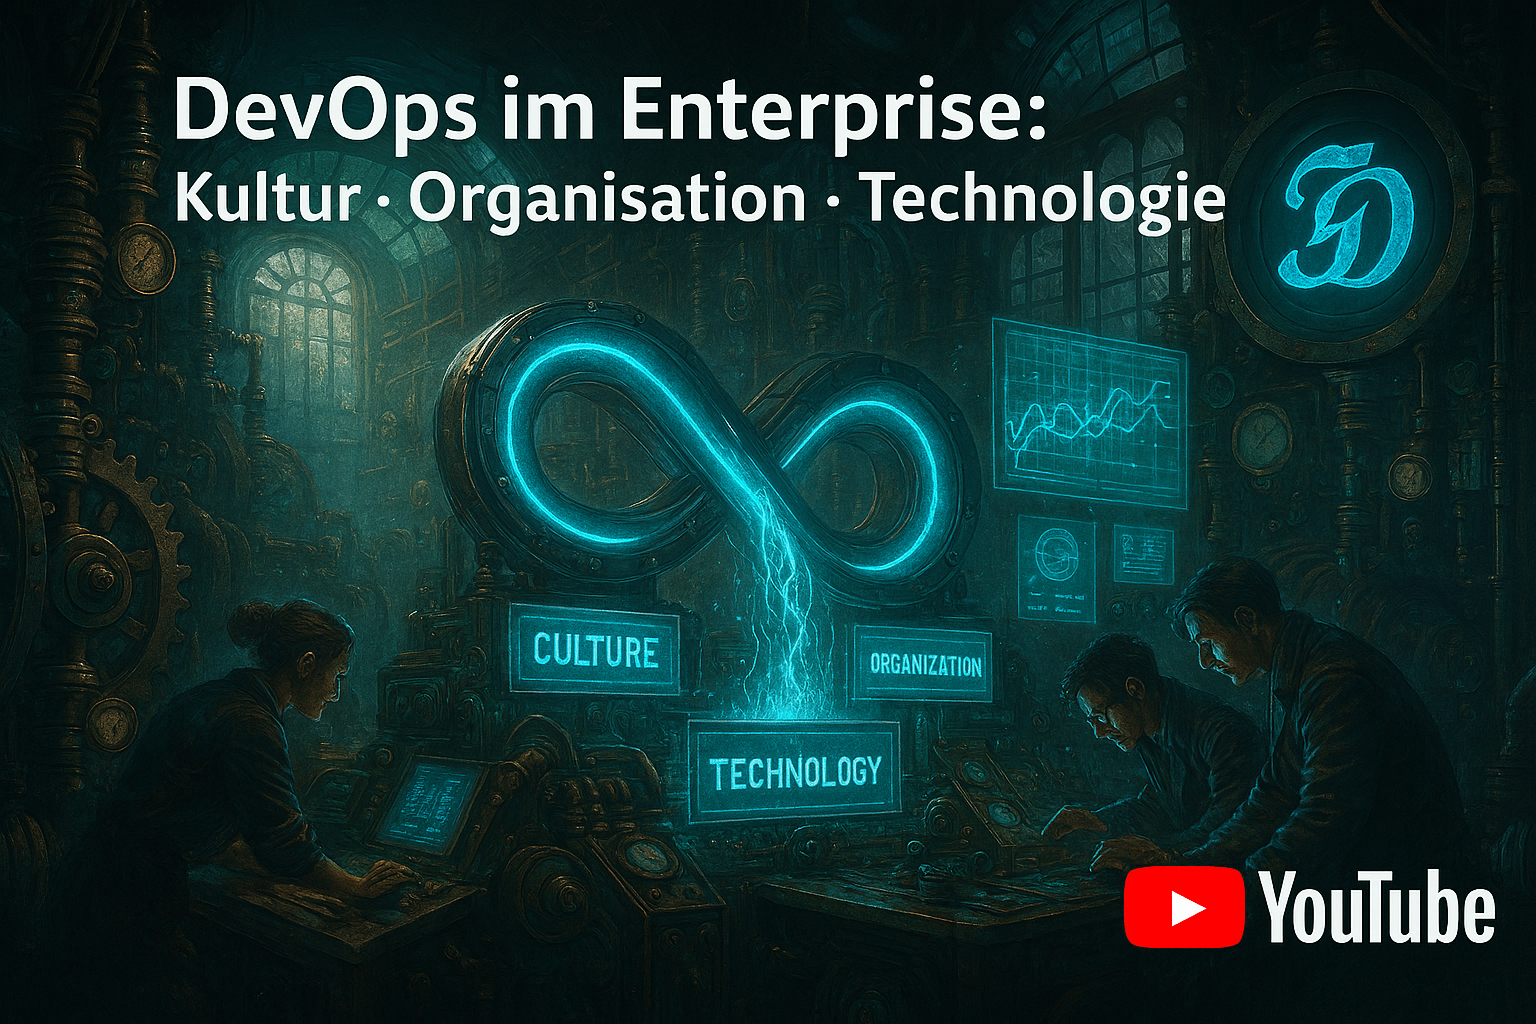 DevOps im Enterprise:
Kultur · Organisation · Technologie
CULTURE
ORGANIZATION
TECHNOLOGY
YouTube